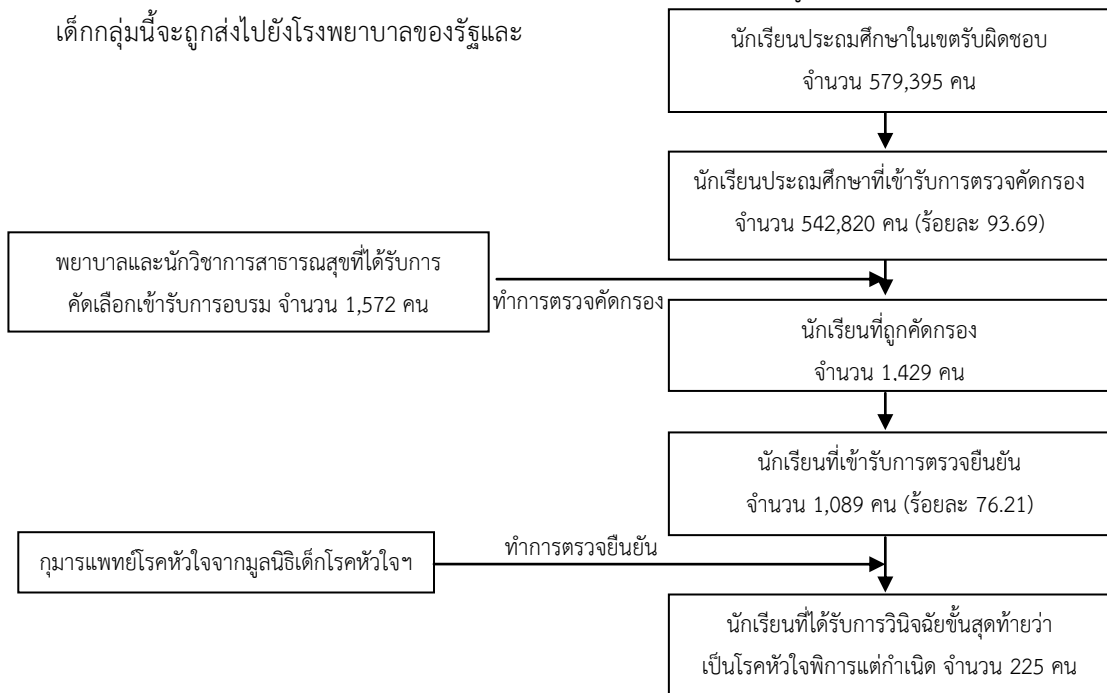 เด็กกลุ่มนี้จะถูกส่งไปยังโรงพยาบาลของรัฐและ
นักเรียนประถมศึกษาในเขตรับผิดชอบ
จำนวน 579,395 คน
นักเรียนประถมศึกษาที่เข้ารับการตรวจคัดกรอง
จำนวน 542,820 คน (ร้อยละ 93.69)
พยาบาลและนักวิชาการสาธารณสุขที่ได้รับการ
คัดเลือกเข้ารับการอบรม จำนวน 1,572 คน
ทำการตรวจคัดกรอง
นักเรียนที่ถูกคัดกรอง
จำนวน 1,429 คน
นักเรียนที่เข้ารับการตรวจยืนยัน
จำนวน 1,089 คน (ร้อยละ 76.21)
กุมารแพทย์โรคหัวใจจากมูลนิธิเด็กโรคหัวใจฯ
ทำการตรวจยืนยัน
นักเรียนที่ได้รับการวินิจฉัยขั้นสุดท้ายว่า
เป็นโรคหัวใจพิการแต่กำเนิด จำนวน 225 คน